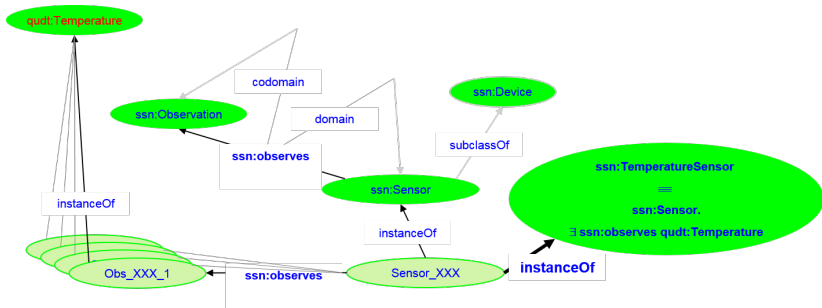 qudt:Temperature
codomain
ssn:Device
ssn:Observation
domain
ssn:observes
subclassOf
ssn:TemperatureSensor
≡
ssn:Sensor
ssn:Sensor.
∃ ssn:observes qudt:Temperature
instanceOf
instanceOf
instanceOf
Obs_XXX_1
ssn:observes
Sensor_XXX